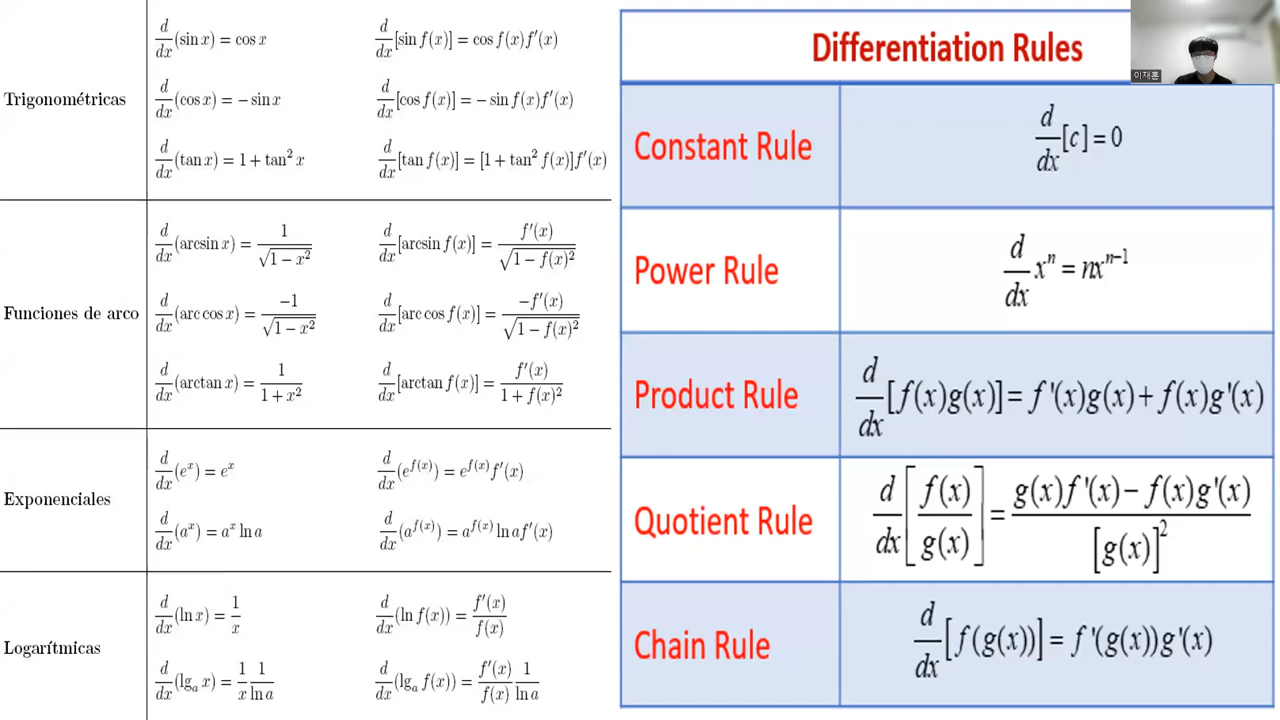 Trigonométricas
d/dx (sin x) = cos x
d/dx [sin f(x)] = cos f(x)f′(x)
d/dx (cos x) = − sin x
d/dx [cos f(x)] = − sin f(x)f′(x)
d/dx (tan x) = 1 + tan² x
d/dx [tan f(x)] = [1 + tan² f(x)]f′(x)
Funciones de arco
d/dx (arcsin x) = 1/√(1 − x²)
d/dx [arcsin f(x)] = f′(x)/√(1 − f(x)²)
d/dx (arc cos x) = −1/√(1 − x²)
d/dx [arc cos f(x)] = −f′(x)/√(1 − f(x)²)
d/dx (arctan x) = 1/(1 + x²)
d/dx [arctan f(x)] = f′(x)/(1 + f(x)²)
Exponenciales
d/dx (eˣ) = eˣ
d/dx (e^f(x)) = e^f(x) f′(x)
d/dx (aˣ) = aˣ ln a
d/dx (a^f(x)) = a^f(x) ln a f′(x)
Logarítmicas
d/dx (ln x) = 1/x
d/dx (ln f(x)) = f′(x)/f(x)
d/dx (lgₐ x) = 1/x 1/ln a
d/dx (lgₐ f(x)) = f′(x)/f(x) 1/ln a
Differentiation Rules
Constant Rule
d/dx [c] = 0
Power Rule
d/dx xⁿ = nxⁿ⁻¹
Product Rule
d/dx [f(x)g(x)] = f'(x)g(x) + f(x)g'(x)
Quotient Rule
d/dx [f(x)/g(x)] = (g(x)f'(x) − f(x)g'(x))/[g(x)]²
Chain Rule
d/dx [f(g(x))] = f'(g(x))g'(x)
이재훈